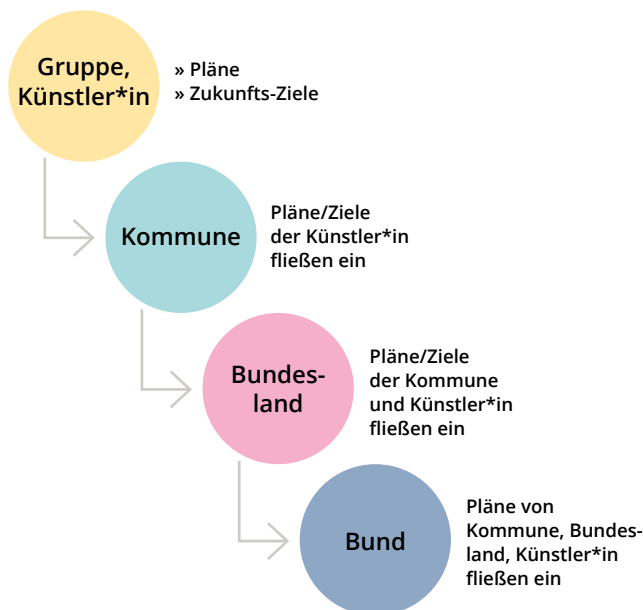 Gruppe,
Künstler*in
» Pläne
» Zukunfts-Ziele
Kommune
Pläne/Ziele
der Künstler*in
fließen ein
Bundes-
land
Pläne/Ziele
der Kommune
und Künstler*in
fließen ein
Bund
Pläne von
Kommune, Bundes-
land, Künstler*in
fließen ein